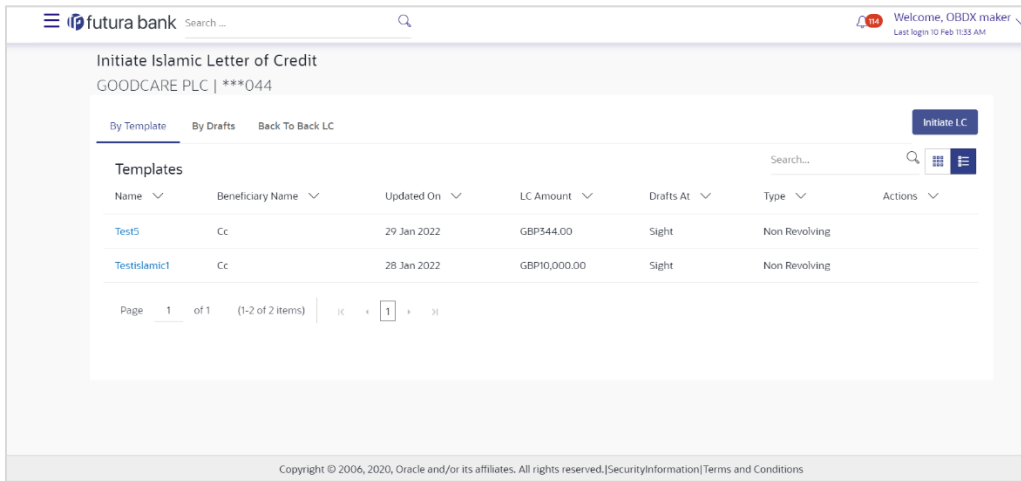 futura bank Search ... 114 Welcome, OBDX maker
Last login 10 Feb 11:33 AM
Initiate Islamic Letter of Credit
GOODCARE PLC | ***044
By Template By Drafts Back To Back LC Initiate LC
Templates Search...
Name Beneficiary Name Updated On LC Amount Drafts At Type Actions
Test5 Cc 29 Jan 2022 GBP344.00 Sight Non Revolving
Testislamic1 Cc 28 Jan 2022 GBP10,000.00 Sight Non Revolving
Page 1 of 1 (1-2 of 2 items) 1
Copyright © 2006, 2020, Oracle and/or its affiliates. All rights reserved.|SecurityInformation|Terms and Conditions